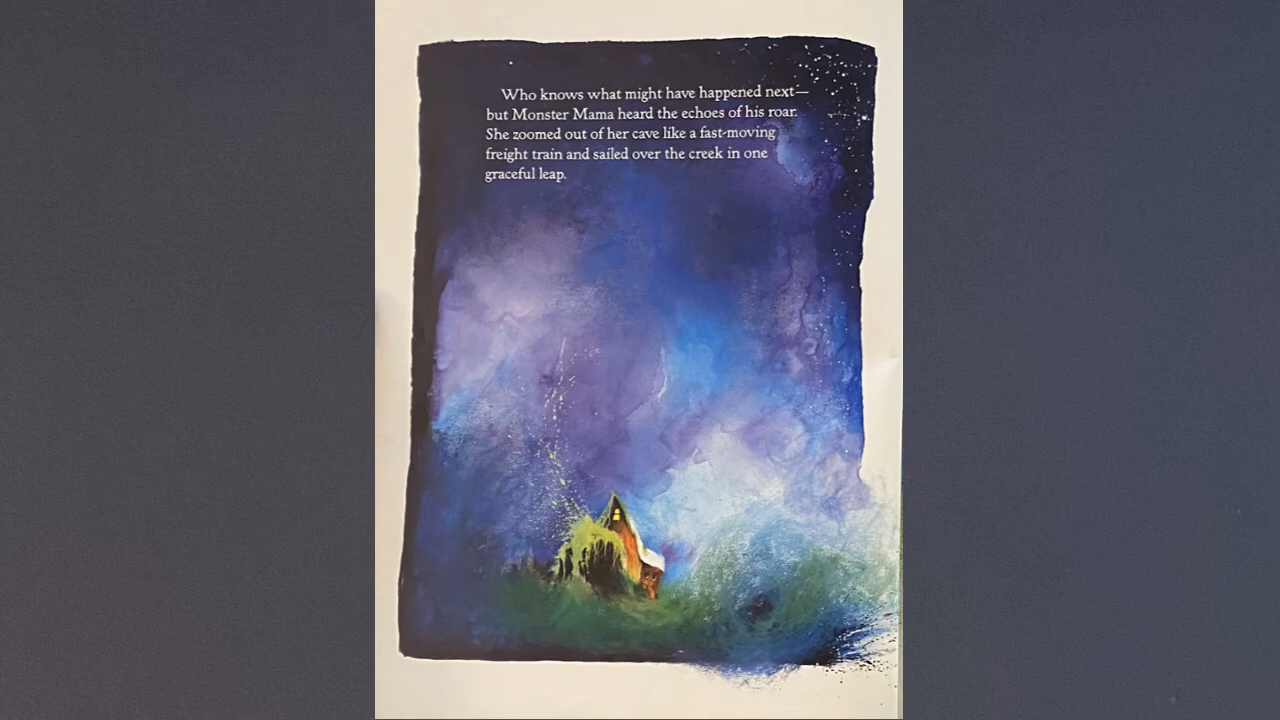 Who knows what might have happened next—
but Monster Mama heard the echoes of his roar.
She zoomed out of her cave like a fast-moving
freight train and sailed over the creek in one
graceful leap.